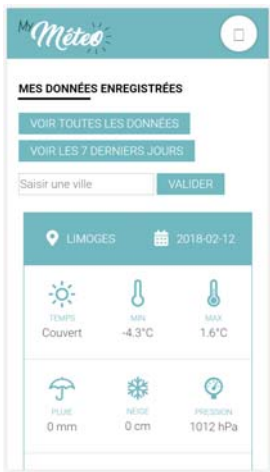 My Météo
MES DONNÉES ENREGISTRÉES
VOIR TOUTES LES DONNÉES
VOIR LES 7 DERNIERS JOURS
Saisir une ville VALIDER
LIMOGES 2018-02-12
TEMPS MIN MAX
Couvert -4.3°C 1.6°C
PLUIE NEIGE PRESSION
0 mm 0 cm 1012 hPa